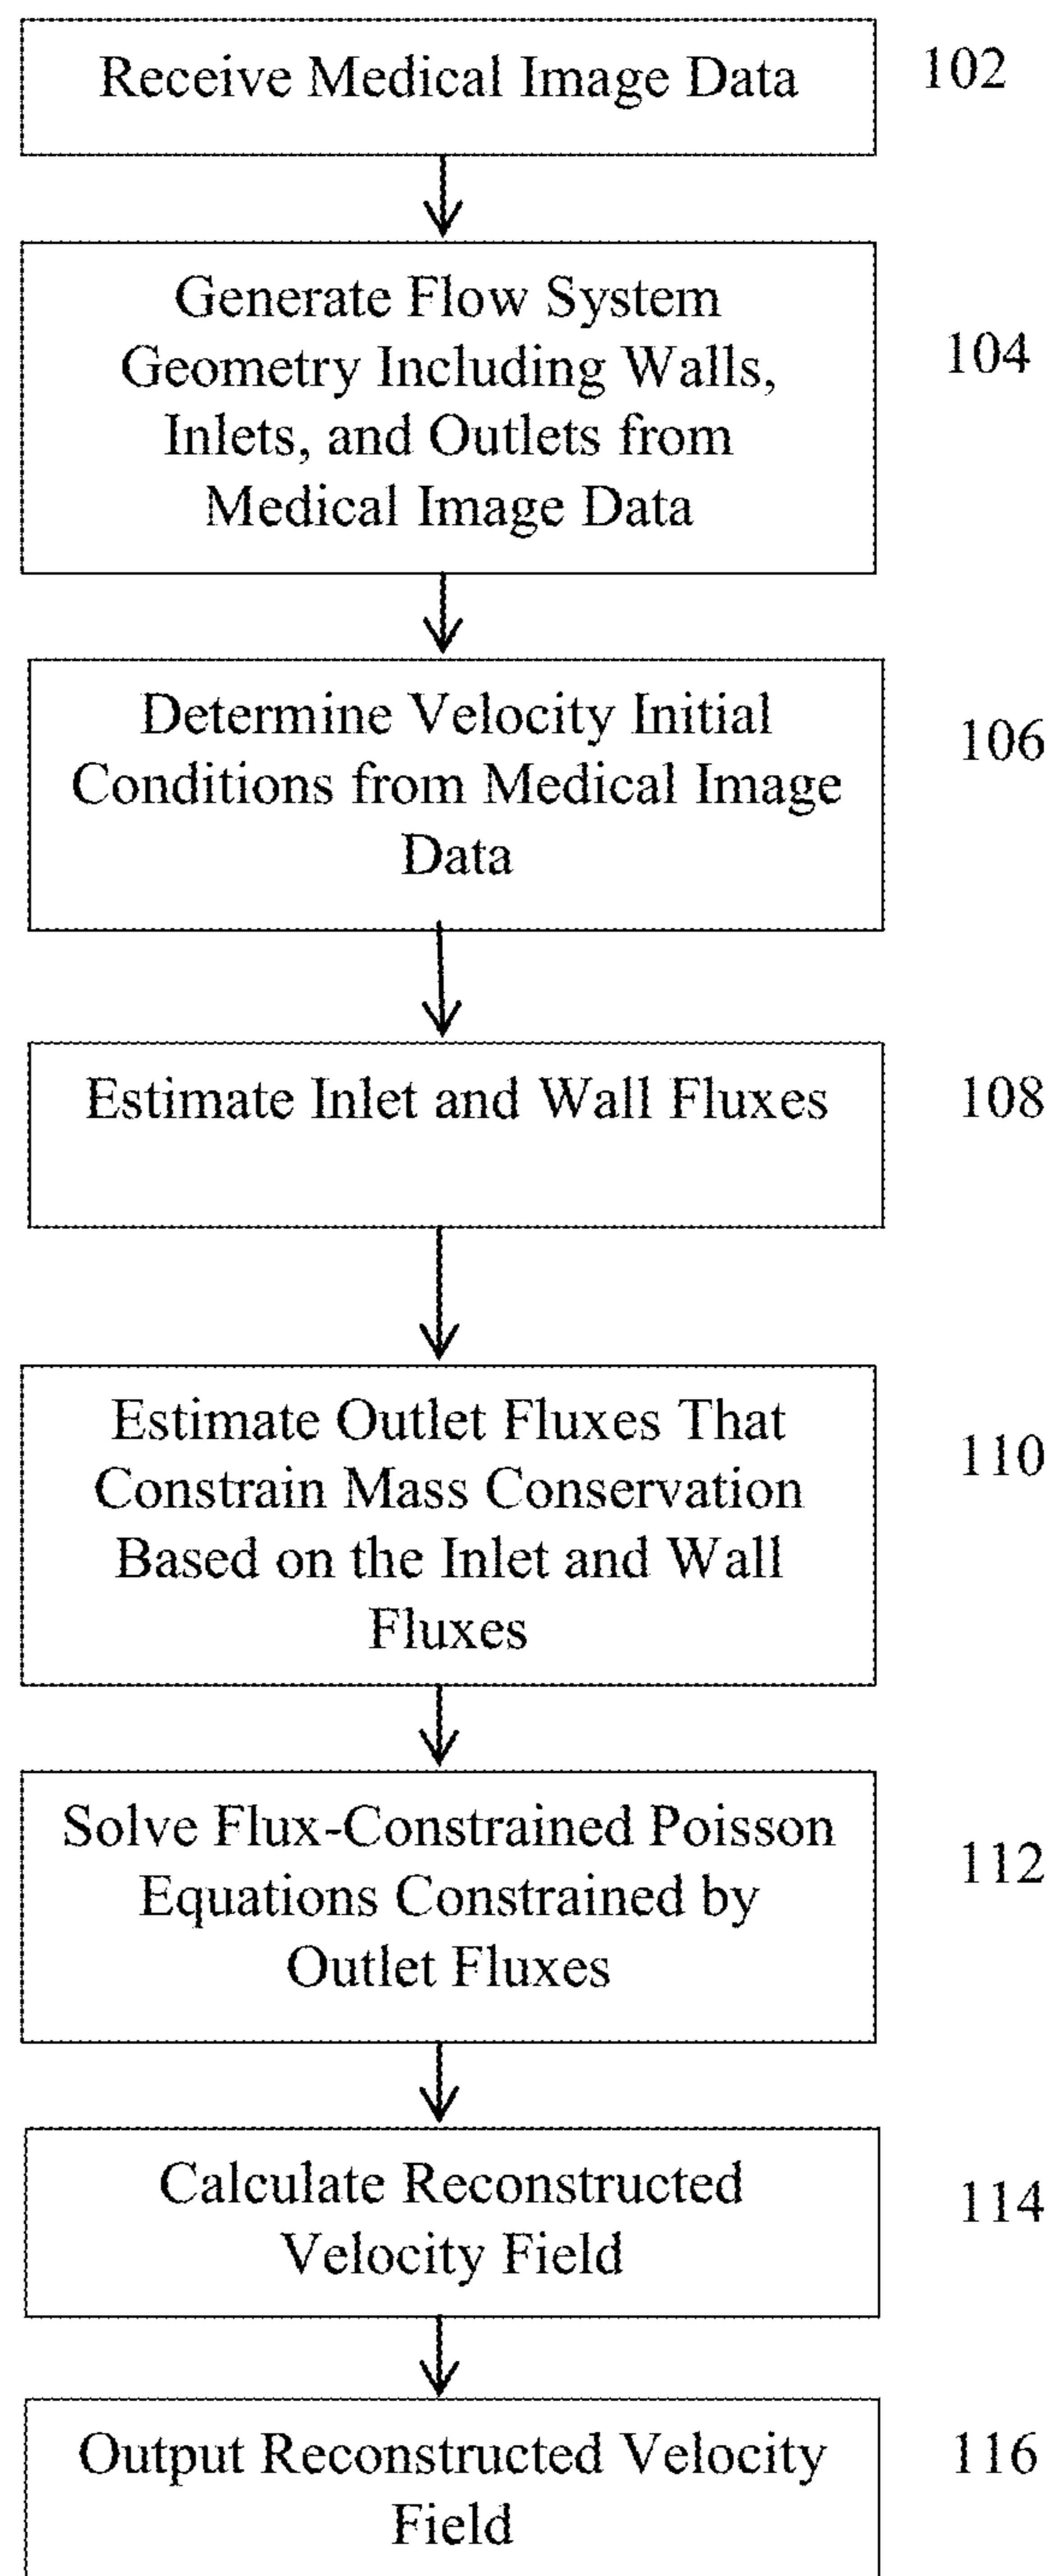 Receive Medical Image Data
102
Generate Flow System
Geometry Including Walls,
Inlets, and Outlets from
Medical Image Data
104
Determine Velocity Initial
Conditions from Medical Image
Data
106
Estimate Inlet and Wall Fluxes
108
Estimate Outlet Fluxes That
Constrain Mass Conservation
Based on the Inlet and Wall
Fluxes
110
Solve Flux-Constrained Poisson
Equations Constrained by
Outlet Fluxes
112
Calculate Reconstructed
Velocity Field
114
Output Reconstructed Velocity
Field
116